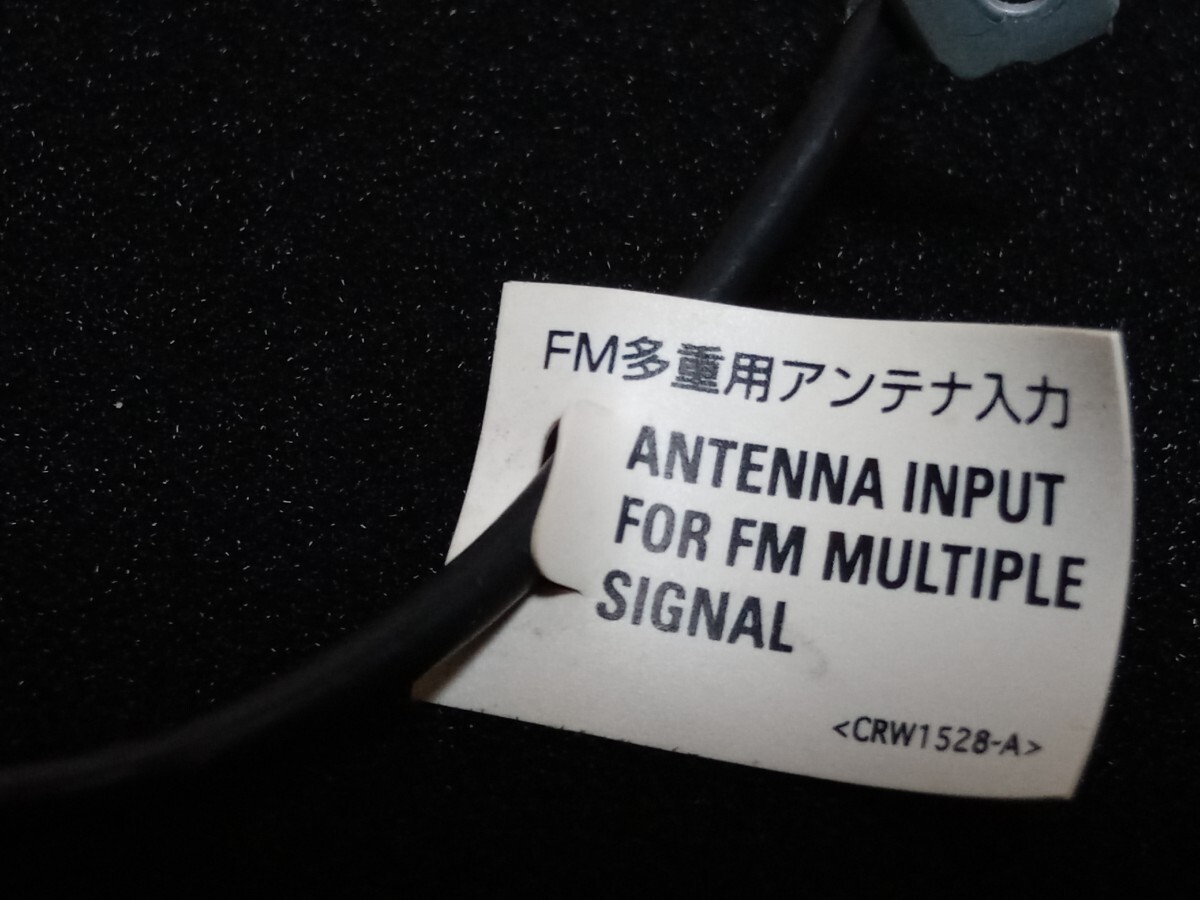 FM多重用アンテナ入力
ANTENNA INPUT
FOR FM MULTIPLE
SIGNAL
<CRW1528-A>